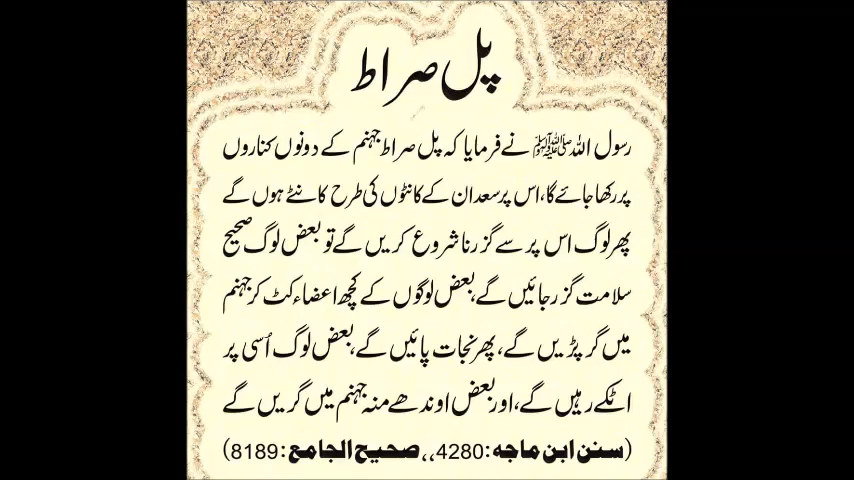 پل صراط
رسول اللہ ﷺ نے فرمایا کہ پل صراط جہنم کے دونوں کناروں
پر رکھا جائے گا، اس پر سعدان کے کانٹوں کی طرح کانٹے ہوں گے
پھر لوگ اس پر سے گزرنا شروع کریں گے تو بعض لوگ صحیح
سلامت گزر جائیں گے، بعض لوگوں کے کچھ اعضاء کٹ کر جہنم
میں گر پڑیں گے، پھر نجات پائیں گے، بعض لوگ اُسی پر
اٹکے رہیں گے، اور بعض اوندھے منہ جہنم میں گریں گے
(سنن ابن ماجہ:4280،، صحیح الجامع:8189)